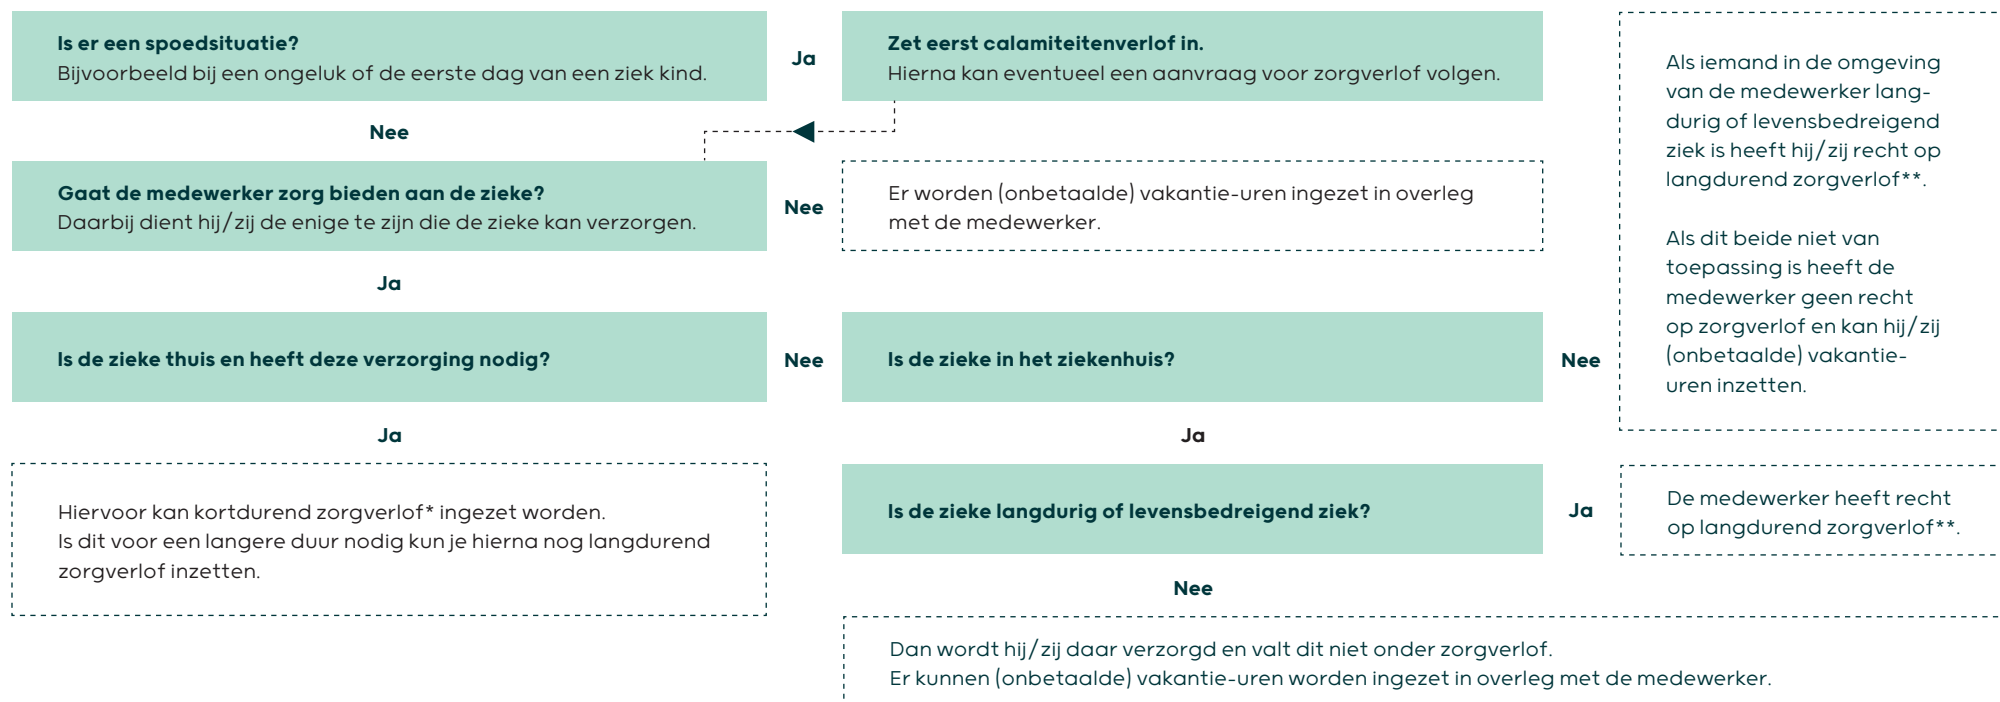 Is er een spoedsituatie?
Bijvoorbeeld bij een ongeluk of de eerste dag van een ziek kind.
Ja
Zet eerst calamiteitenverlof in.
Hierna kan eventueel een aanvraag voor zorgverlof volgen.
Nee
Gaat de medewerker zorg bieden aan de zieke?
Daarbij dient hij/zij de enige te zijn die de zieke kan verzorgen.
Nee
Er worden (onbetaalde) vakantie-uren ingezet in overleg
met de medewerker.
Ja
Is de zieke thuis en heeft deze verzorging nodig?
Nee
Is de zieke in het ziekenhuis?
Nee
Als iemand in de omgeving
van de medewerker lang-
durig of levensbedreigend
ziek is heeft hij/zij recht op
langdurend zorgverlof**.
Als dit beide niet van
toepassing is heeft de
medewerker geen recht
op zorgverlof en kan hij/zij
(onbetaalde) vakantie-
uren inzetten.
Ja
Hiervoor kan kortdurend zorgverlof* ingezet worden.
Is dit voor een langere duur nodig kun je hierna nog langdurend
zorgverlof inzetten.
Ja
Is de zieke langdurig of levensbedreigend ziek?
Ja
De medewerker heeft recht
op langdurend zorgverlof**.
Nee
Dan wordt hij/zij daar verzorgd en valt dit niet onder zorgverlof.
Er kunnen (onbetaalde) vakantie-uren worden ingezet in overleg met de medewerker.